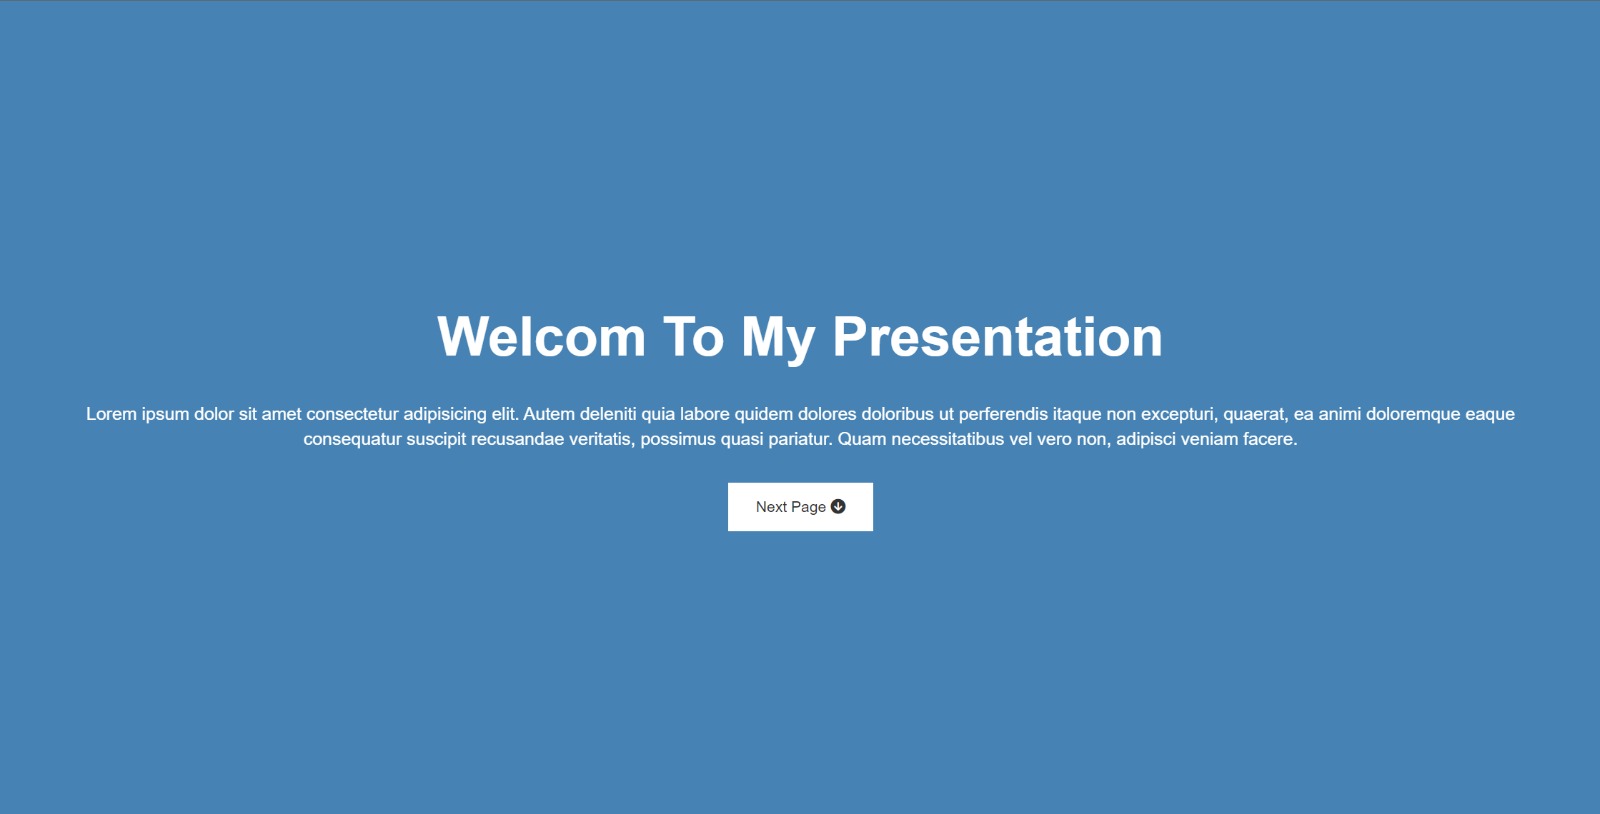 Welcom To My Presentation
Lorem ipsum dolor sit amet consectetur adipisicing elit. Autem deleniti quia labore quidem dolores doloribus ut perferendis itaque non excepturi, quaerat, ea animi doloremque eaque
consequatur suscipit recusandae veritatis, possimus quasi pariatur. Quam necessitatibus vel vero non, adipisci veniam facere.
Next Page